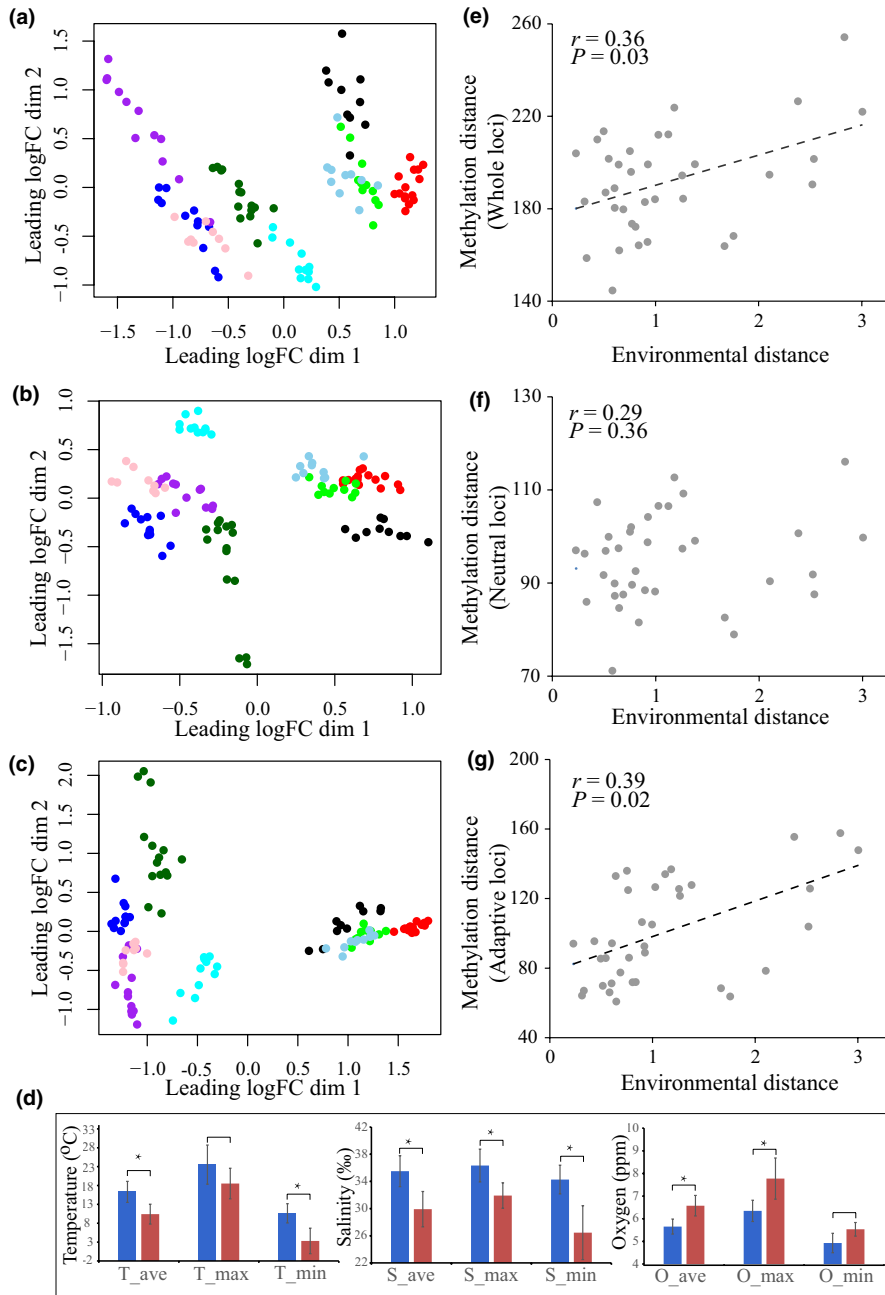 (a)
1.5
1.0
0.5
0.0
−0.5
−1.0
Leading logFC dim 2
−1.5
−1.0
−0.5
0.0
0.5
1.0
Leading logFC dim 1
(e)
r = 0.36
P = 0.03
260
220
180
140
Methylation distance
(Whole loci)
0
1
2
3
Environmental distance
(b)
1.0
0.5
0.0
−0.5
−1.0
−1.5
Leading logFC dim 2
−1.0
−0.5
0.0
0.5
1.0
Leading logFC dim 1
(f)
r = 0.29
P = 0.36
130
110
90
70
Methylation distance
(Neutral loci)
0
1
2
3
Environmental distance
(c)
2.0
1.5
1.0
0.5
0.0
−0.5
−1.0
Leading logFC dim 2
−1.0
-0.5
0.0
0.5
1.0
1.5
Leading logFC dim 1
(g)
r = 0.39
P = 0.02
200
160
120
80
40
Methylation distance
(Adaptive loci)
0
1
2
3
Environmental distance
(d)
Temperature (°C)
33
28
23
18
13
8
3
-2
*
*
T_ave
T_max
T_min
Salinity (‰)
42
39
36
33
30
27
24
22
*
*
*
S_ave
S_max
S_min
Oxygen (ppm)
10
9
8
7
6
5
4
*
*
O_ave
O_max
O_min